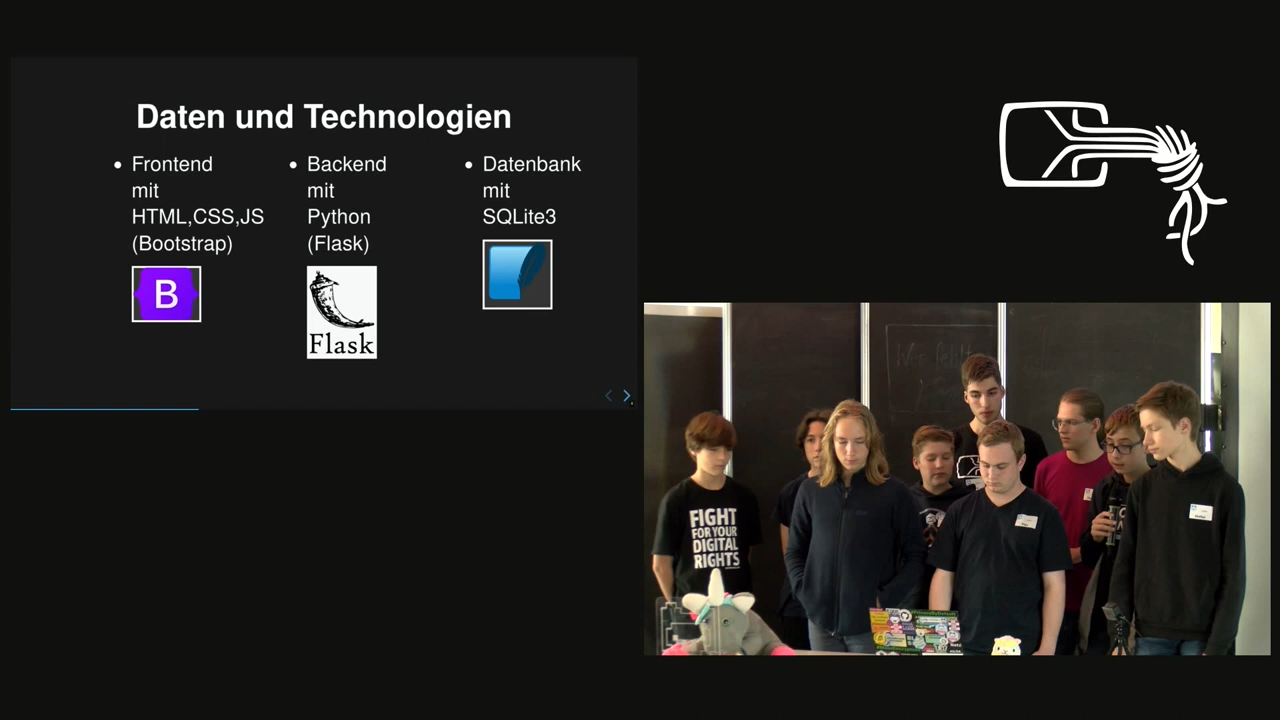 Daten und Technologien
Frontend
mit
HTML,CSS,JS
(Bootstrap)
B
Backend
mit
Python
(Flask)
Flask
Datenbank
mit
SQLite3
FIGHT
FOR YOUR
DIGITAL
RIGHTS